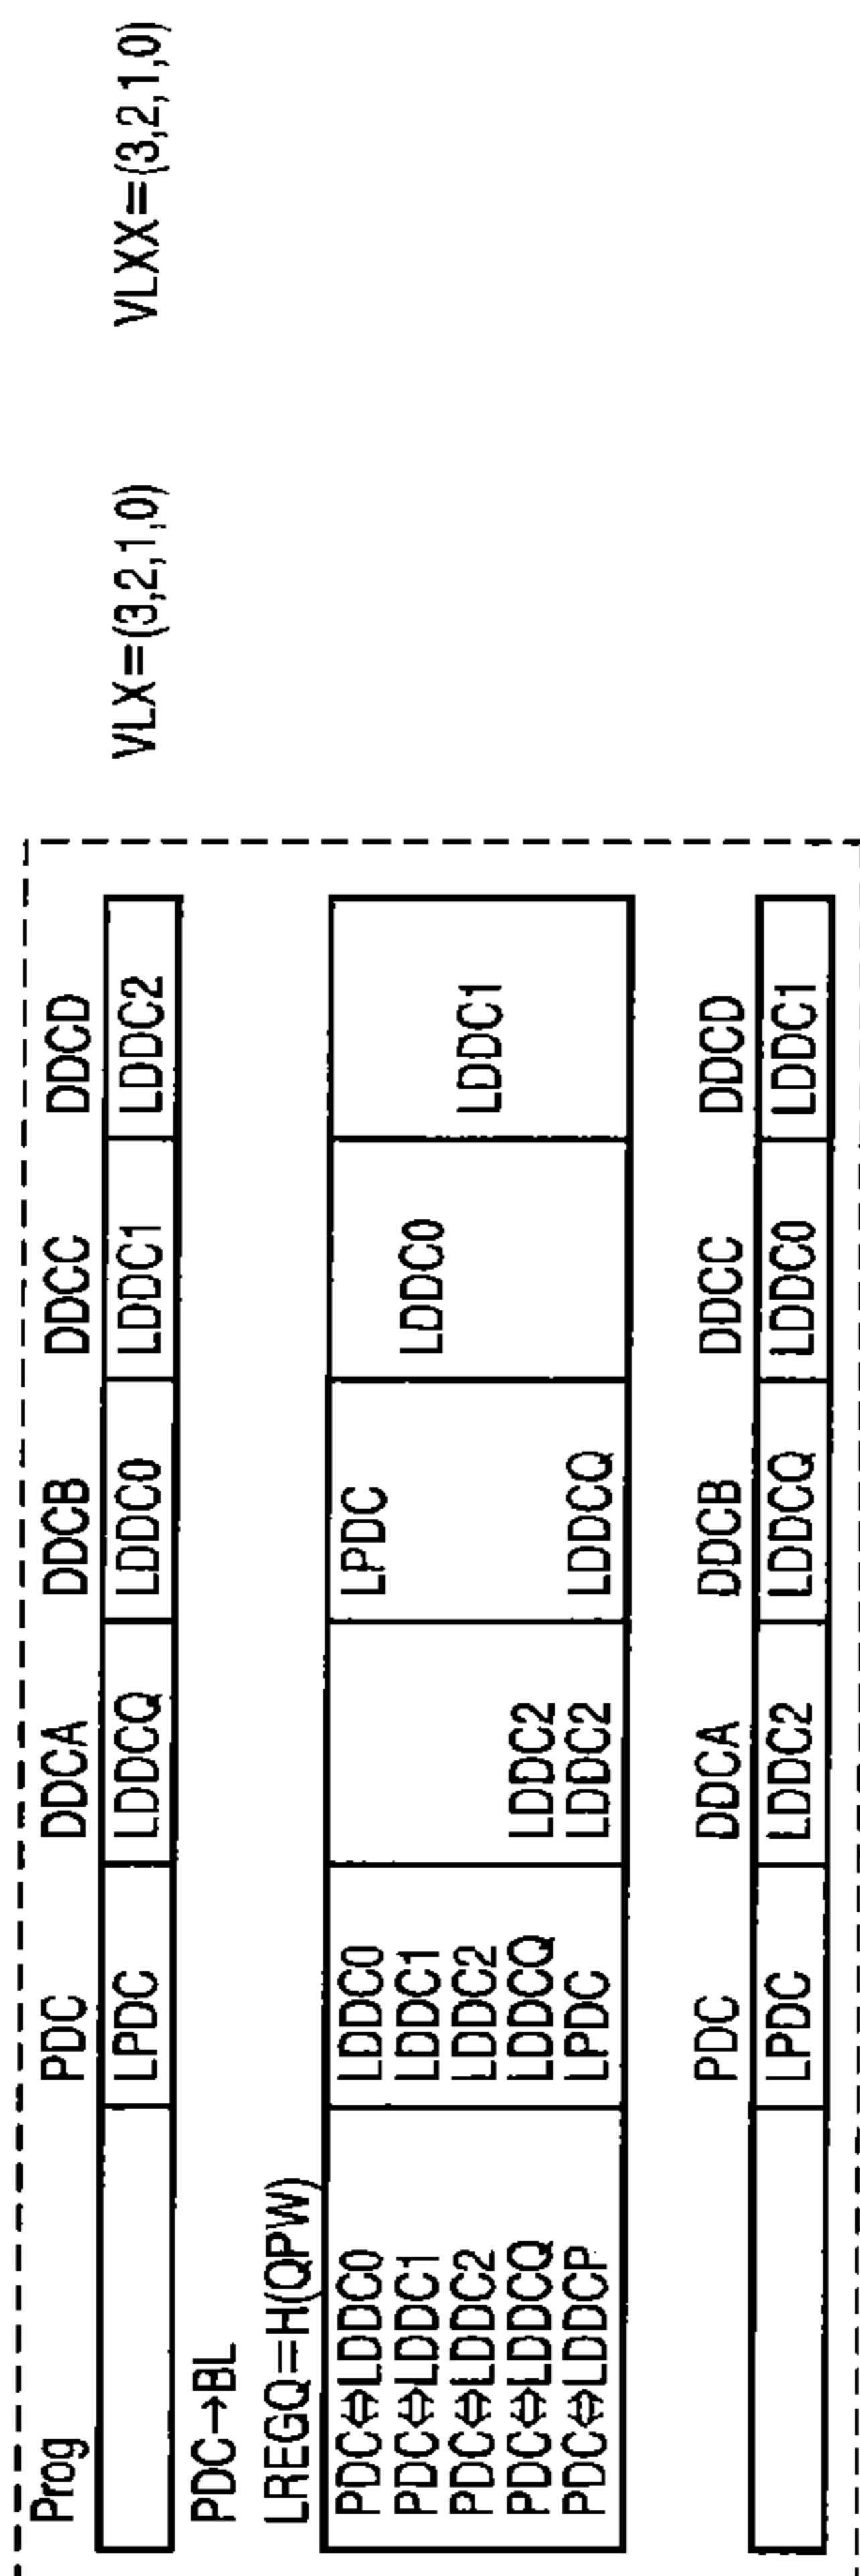 Prog PDC DDCA DDCB DDCC DDCD
LPDC LDDCQ LDDC0 LDDC1 LDDC2 VLX=(3,2,1,0) VLXX=(3,2,1,0)
PDC→BL
LREGQ=H(QPW)
PDC⇔LDDC0 LDDC0 LPDC
PDC⇔LDDC1 LDDC1 LDDC0
PDC⇔LDDC2 LDDC2 LDDC1
PDC⇔LDDCQ LDDCQ LDDC2
PDC⇔LDDCP LPDC LDDC2 LDDCQ
PDC DDCA DDCB DDCC DDCD
LPDC LDDC2 LDDCQ LDDC0 LDDC1